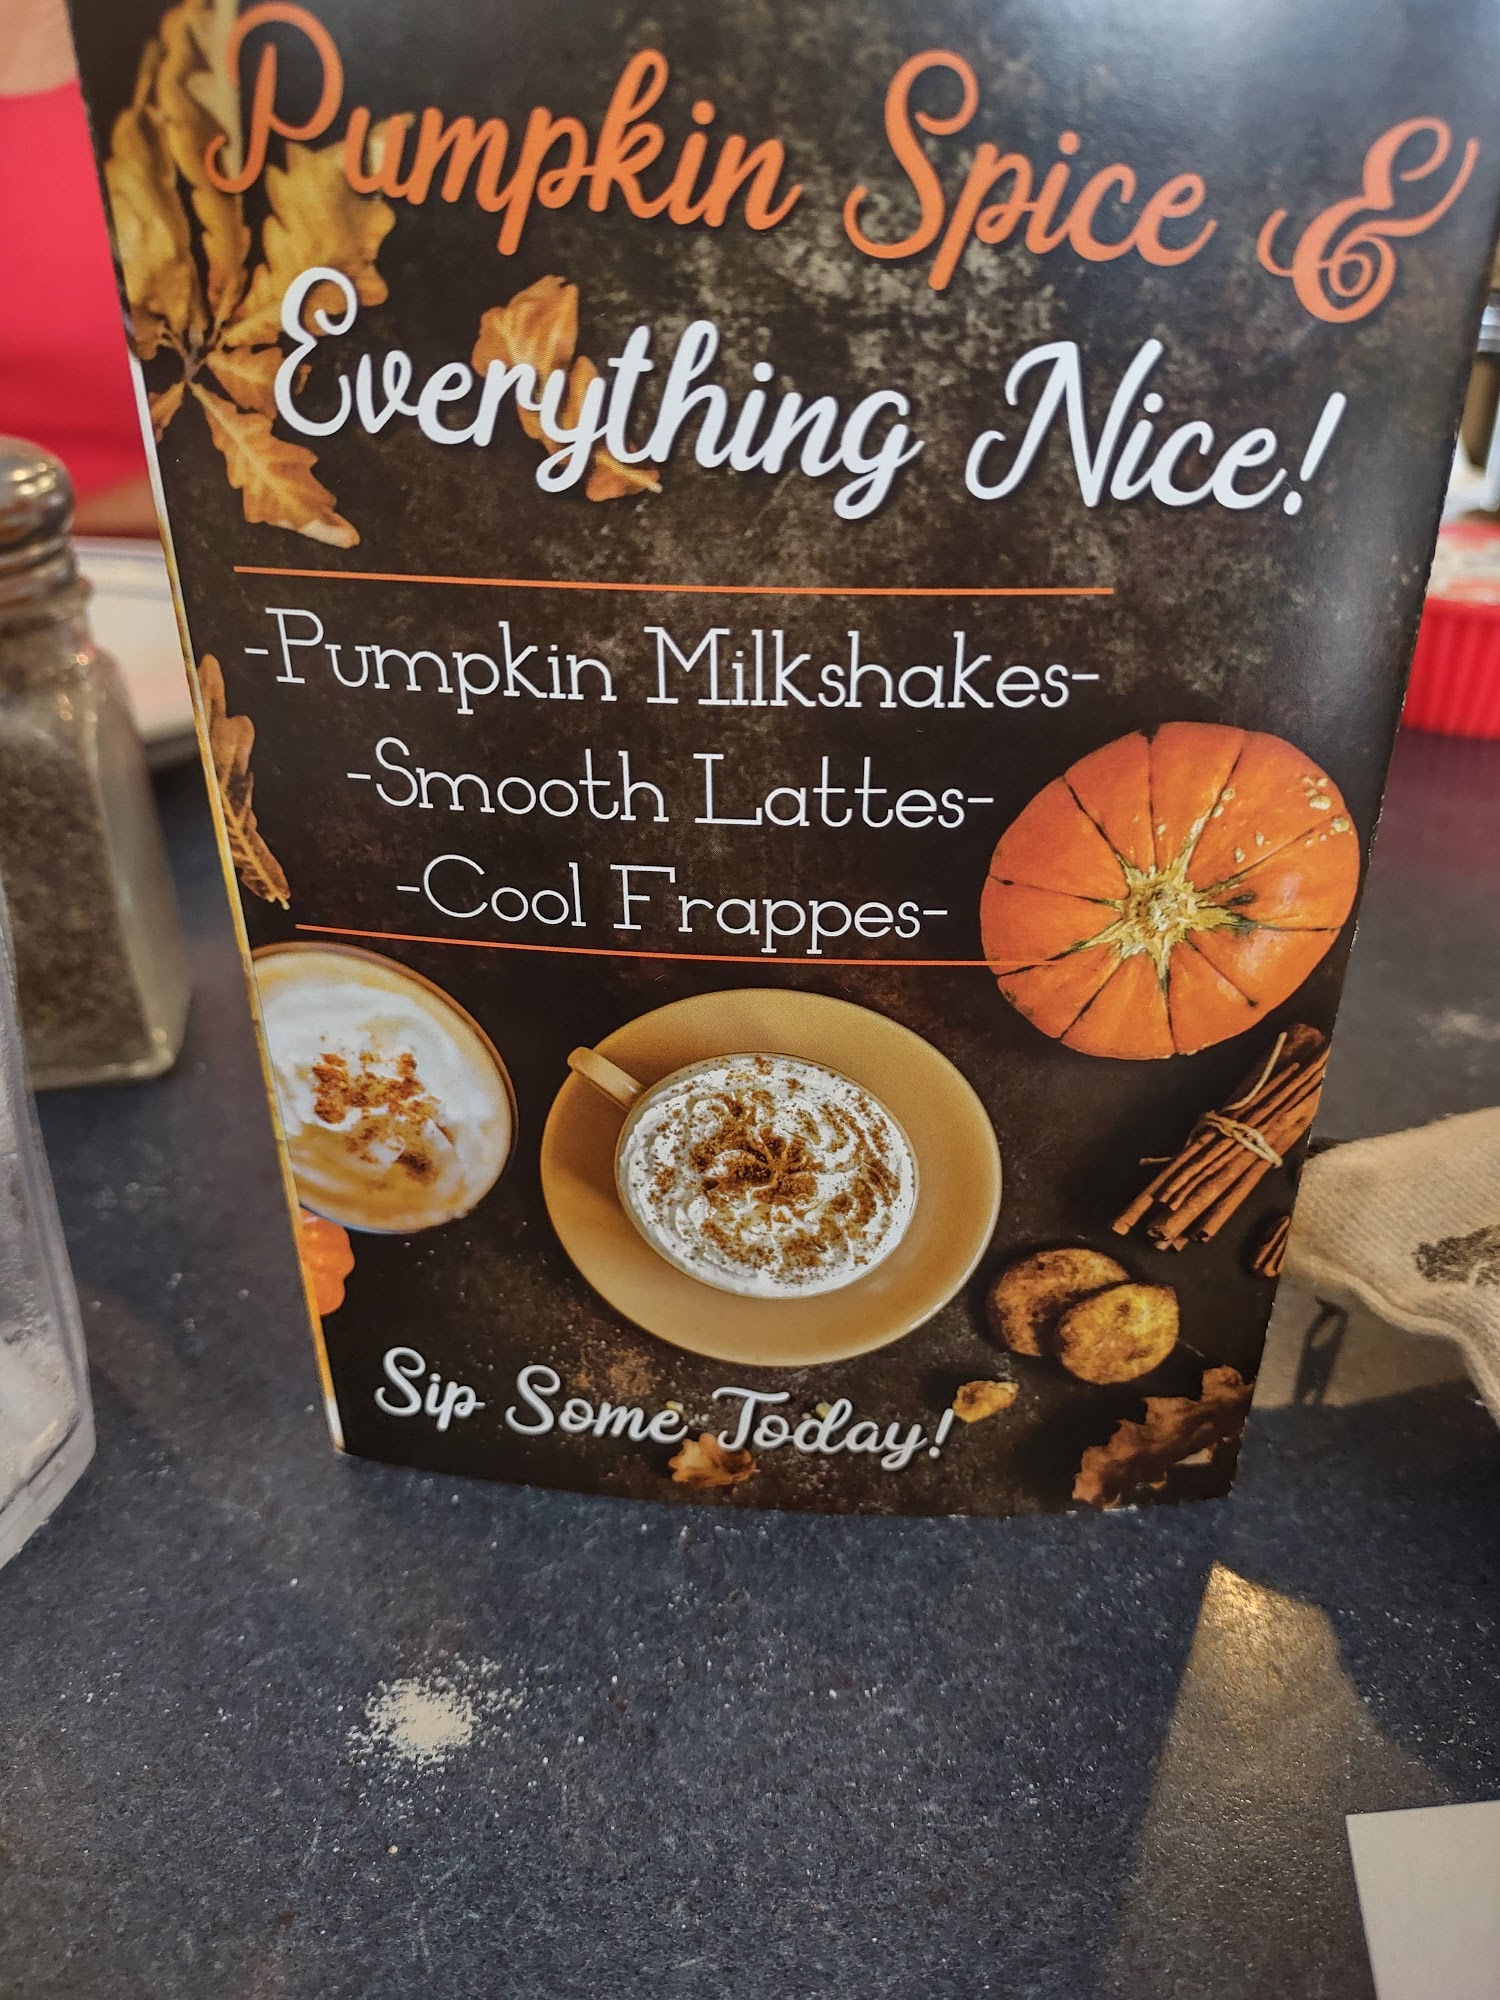 Pumpkin Spice &
Everything Nice!
-Pumpkin Milkshakes-
-Smooth Lattes-
-Cool Frappes-
Sip Some Today!